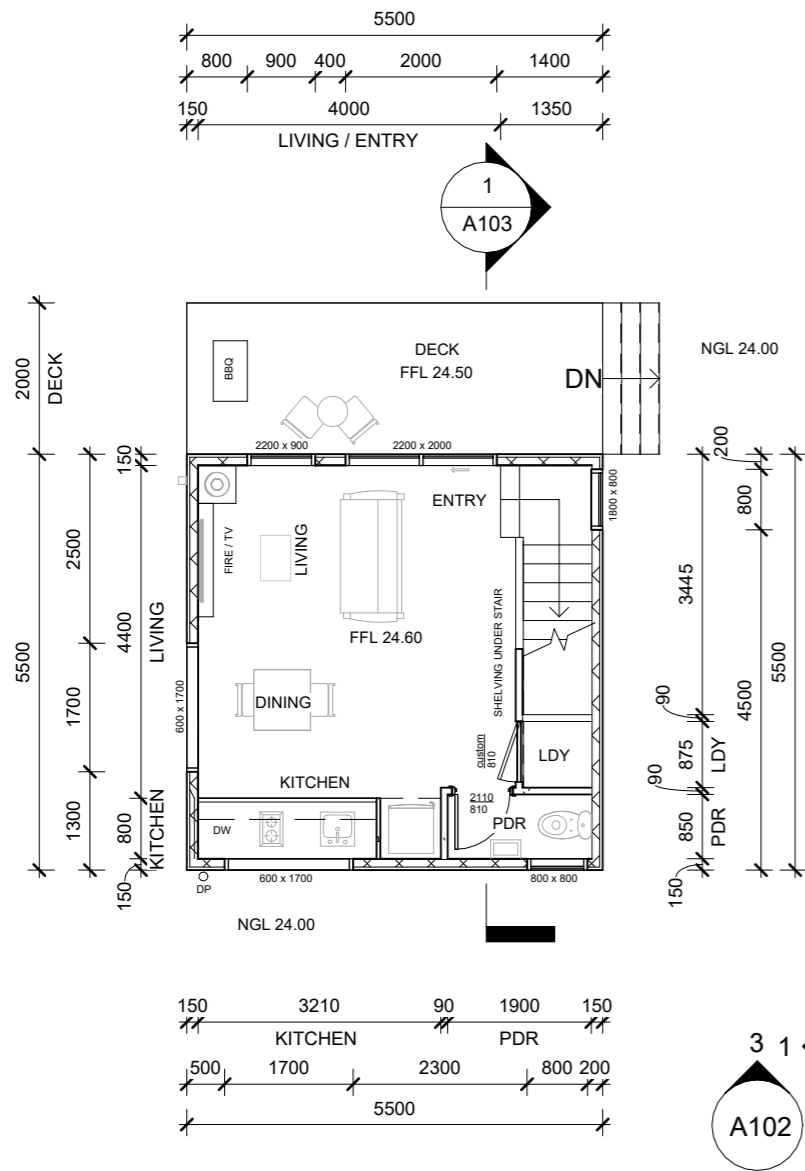 5500
800 900 400 2000 1400
150 4000 1350
LIVING / ENTRY
1
A103
2000
DECK
BBQ
DECK
FFL 24.50
DN
NGL 24.00
2200 x 900
2200 x 2000
ENTRY
1800 x 800
FIRE / TV
LIVING
FFL 24.60
SHELVING UNDER STAIR
DINING
600 x 1700
KITCHEN
custom
810
LDY
2110
810
PDR
DW
600 x 1700
800 x 800
DP
NGL 24.00
5500
2500
1700
1300
150
4400
LIVING
800
KITCHEN
150
3445
90
875
LDY
90
850
PDR
150
200
800
4500
5500
150 3210 90 1900 150
KITCHEN PDR
500 1700 2300 800 200
5500
3 1
A102